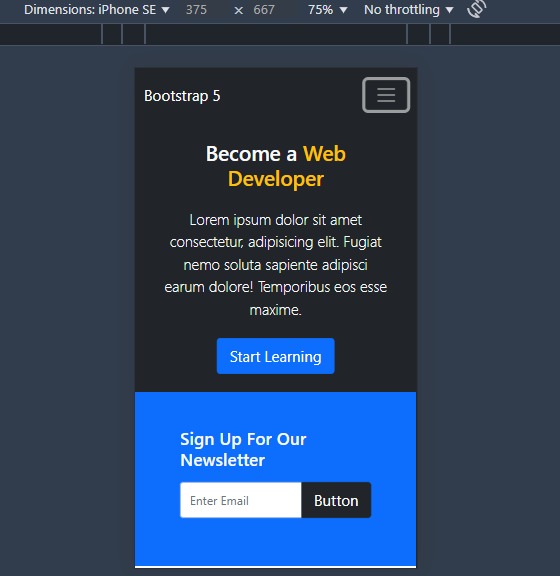 Dimensions: iPhone SE ▼ 375 × 667 75% ▼ No throttling ▼
Bootstrap 5
Become a Web
Developer
Lorem ipsum dolor sit amet
consectetur, adipisicing elit. Fugiat
nemo soluta sapiente adipisci
earum dolore! Temporibus eos esse
maxime.
Start Learning
Sign Up For Our
Newsletter
Enter Email Button